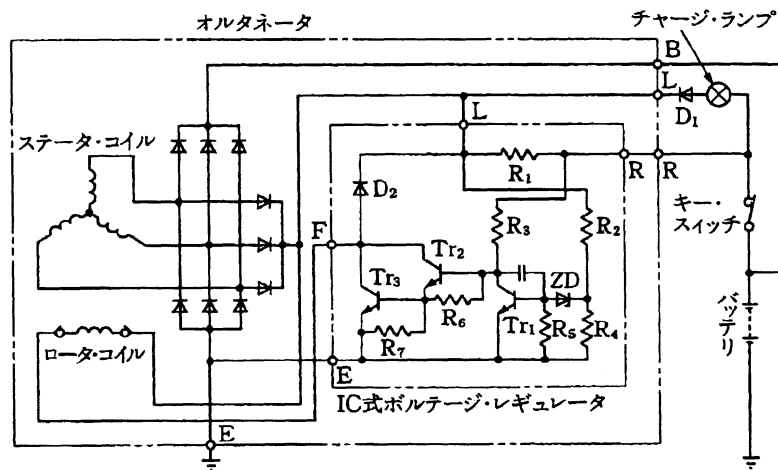 オルタネータ
チャージ・ランプ
B
L
D₁
ステータ・コイル
L
R₁
R
R
D₂
R₃
R₂
キー・
スイッチ
F
Tr₂
Tr₃
ZD
R₆
Tr₁
R₅
R₄
R₇
バッテリ
ロータ・コイル
E
IC式ボルテージ・レギュレータ
E